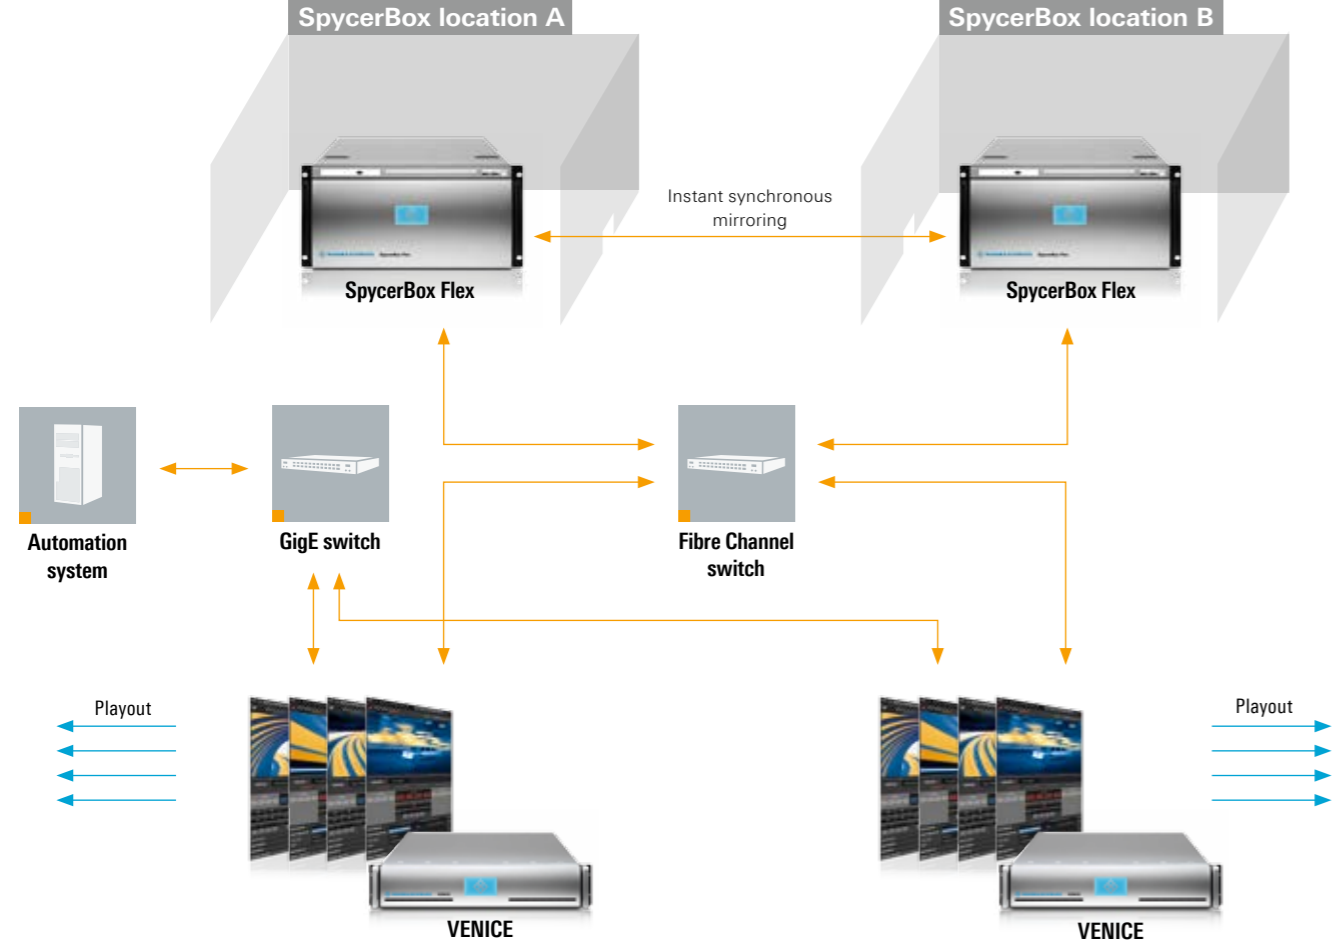 SpycerBox location A
SpycerBox location B
Instant synchronous
mirroring
SpycerBox Flex
SpycerBox Flex
Automation
system
GigE switch
Fibre Channel
switch
Playout
Playout
VENICE
VENICE